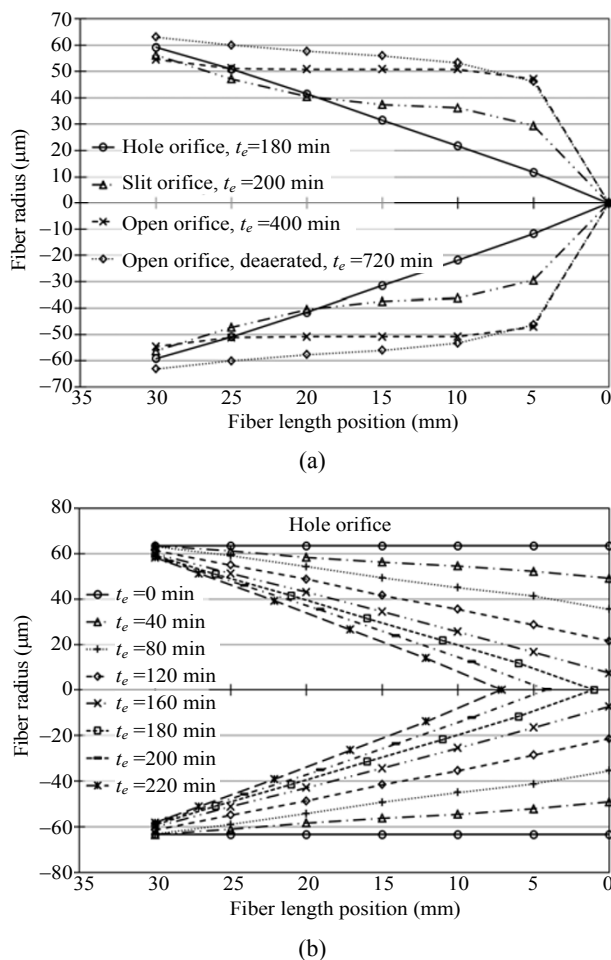 70
60
50
40
30
20
10
0
−10
−20
−30
−40
−50
−60
−70
Fiber radius (μm)
Hole orifice, te=180 min
Slit orifice, te=200 min
Open orifice, te=400 min
Open orifice, deaerated, te=720 min
35 30 25 20 15 10 5 0
Fiber length position (mm)
(a)
80
60
40
20
0
−20
−40
−60
−80
Fiber radius (μm)
Hole orifice
te=0 min
te=40 min
te=80 min
te=120 min
te=160 min
te=180 min
te=200 min
te=220 min
35 30 25 20 15 10 5 0
Fiber length position (mm)
(b)